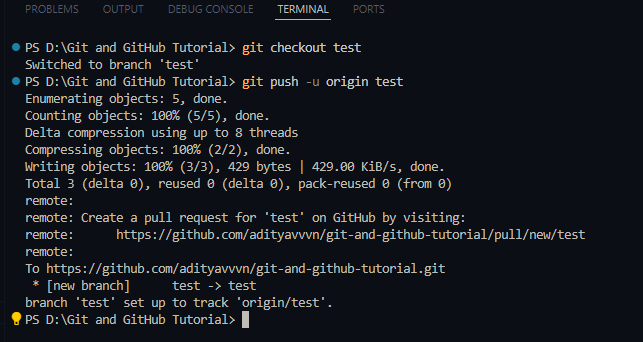 PROBLEMS OUTPUT DEBUG CONSOLE TERMINAL PORTS
PS D:\Git and GitHub Tutorial> git checkout test
Switched to branch 'test'
PS D:\Git and GitHub Tutorial> git push -u origin test
Enumerating objects: 5, done.
Counting objects: 100% (5/5), done.
Delta compression using up to 8 threads
Compressing objects: 100% (2/2), done.
Writing objects: 100% (3/3), 429 bytes | 429.00 KiB/s, done.
Total 3 (delta 0), reused 0 (delta 0), pack-reused 0 (from 0)
remote:
remote: Create a pull request for 'test' on GitHub by visiting:
remote:      https://github.com/adityavvvn/git-and-github-tutorial/pull/new/test
remote:
To https://github.com/adityavvvn/git-and-github-tutorial.git
 * [new branch]      test -> test
branch 'test' set up to track 'origin/test'.
PS D:\Git and GitHub Tutorial>